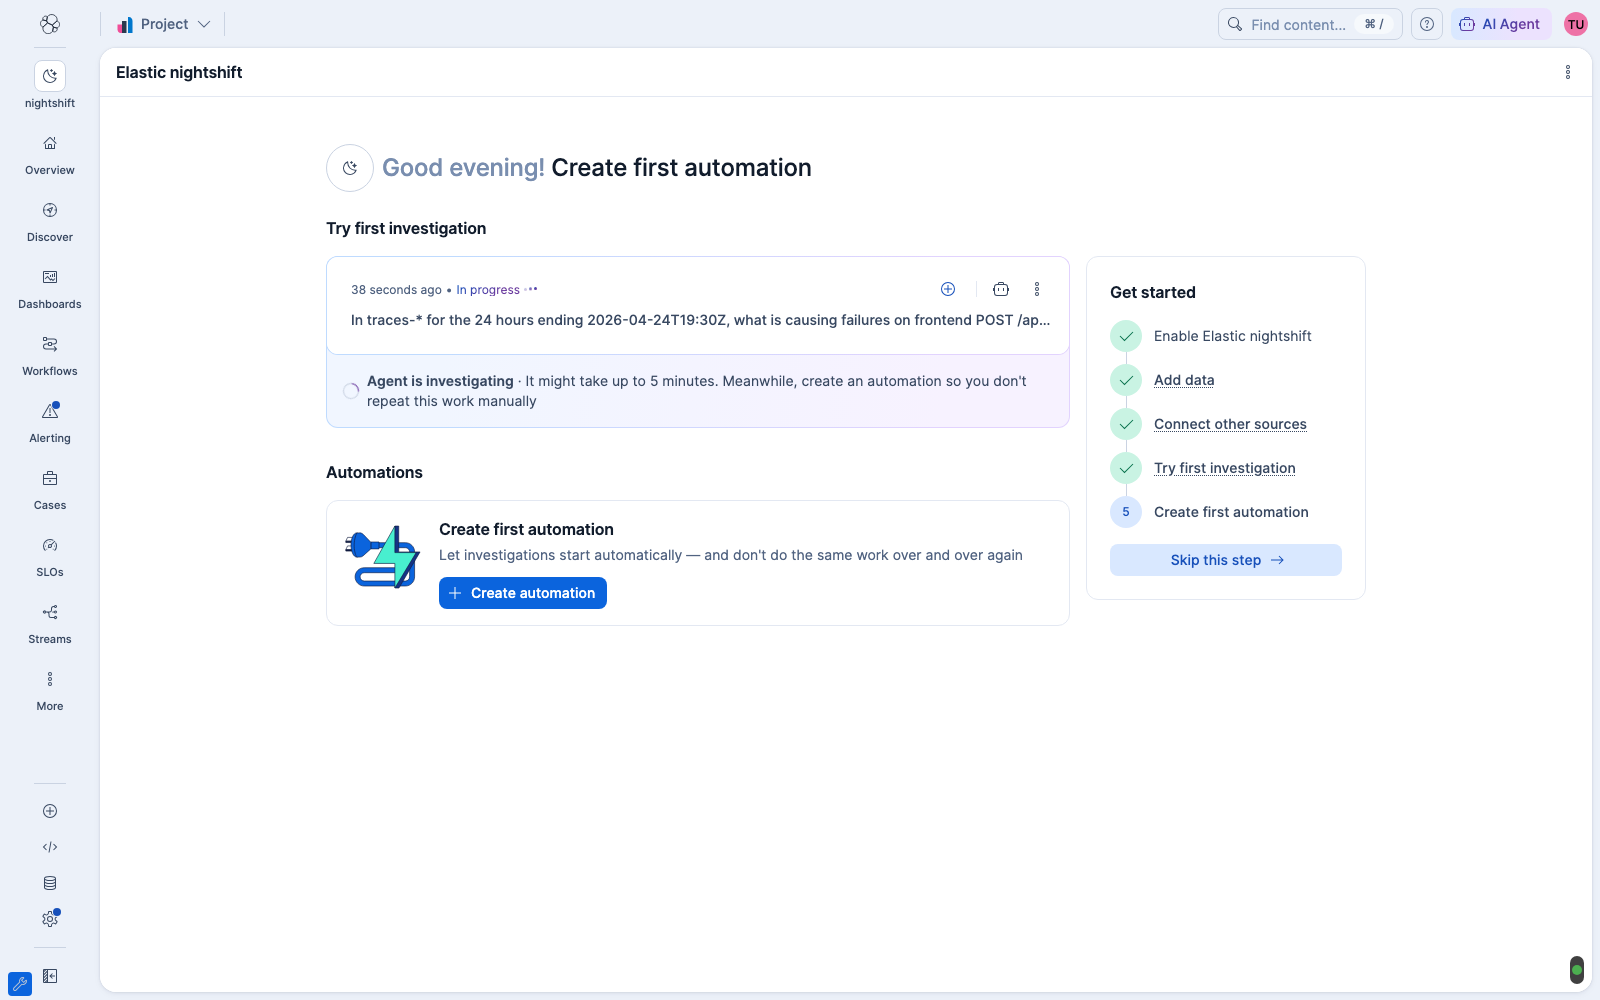 Project
Find content...
⌘ /
AI Agent
TU
nightshift
Overview
Discover
Dashboards
Workflows
Alerting
Cases
SLOs
Streams
More
Elastic nightshift
Good evening! Create first automation
Try first investigation
38 seconds ago • In progress
In traces-* for the 24 hours ending 2026-04-24T19:30Z, what is causing failures on frontend POST /ap...
Agent is investigating · It might take up to 5 minutes. Meanwhile, create an automation so you don't
repeat this work manually
Automations
Create first automation
Let investigations start automatically — and don't do the same work over and over again
Create automation
Get started
Enable Elastic nightshift
Add data
Connect other sources
Try first investigation
5 Create first automation
Skip this step